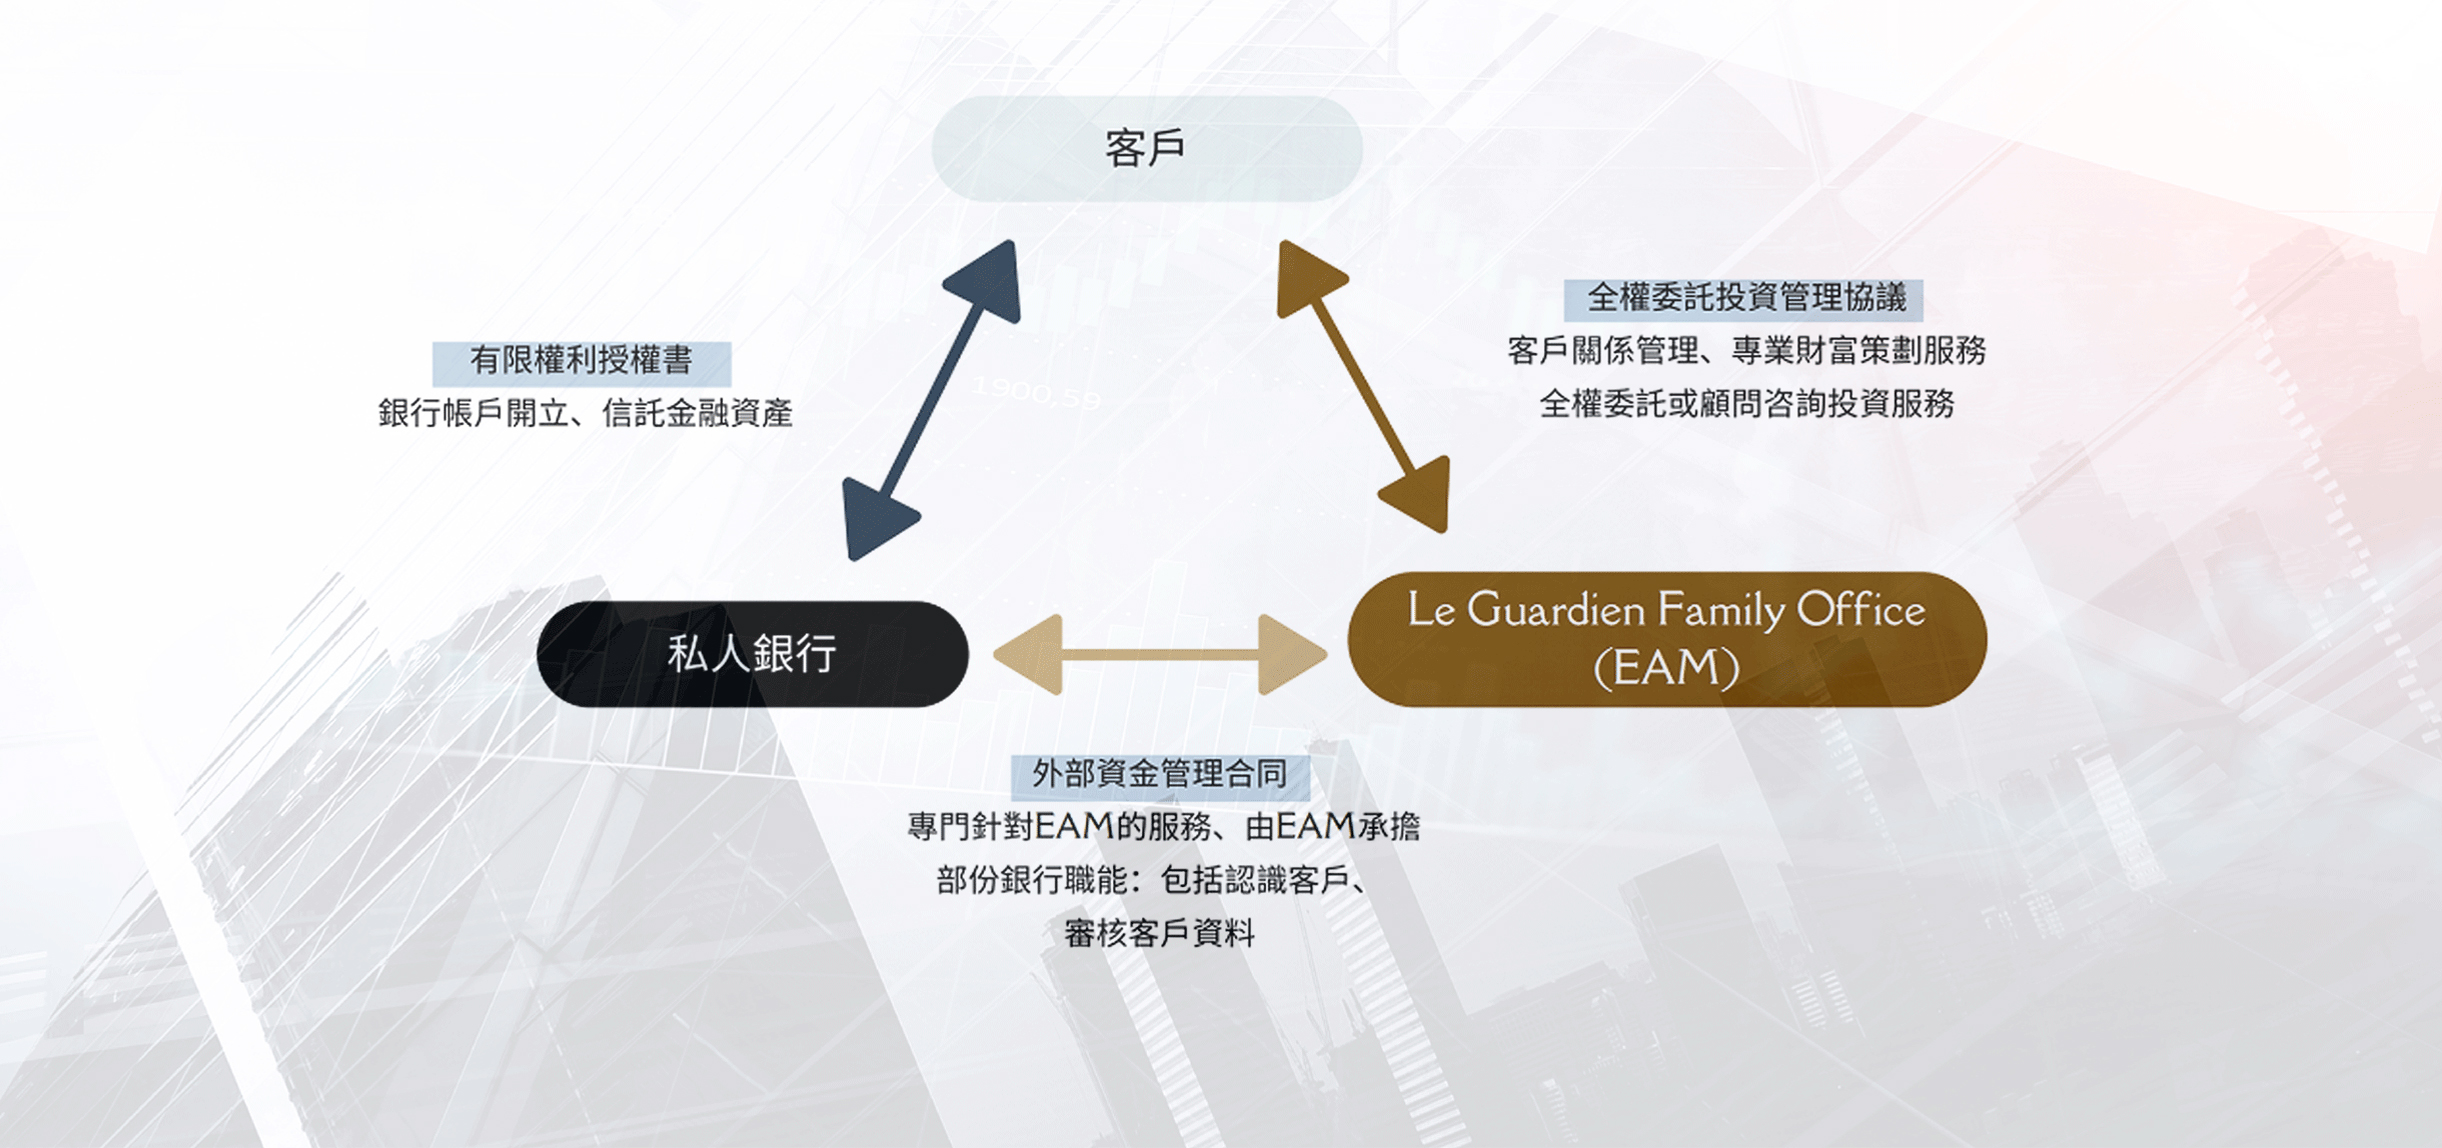 客戶
全權委託投資管理協議
客戶關係管理、專業財富策劃服務
全權委託或顧問咨詢投資服務
有限權利授權書
銀行帳戶開立、信託金融資產
1900,59
私人銀行
Le Guardien Family Office
(EAM)
外部資金管理合同
專門針對EAM的服務、由EAM承擔
部份銀行職能：包括認識客戶、
審核客戶資料